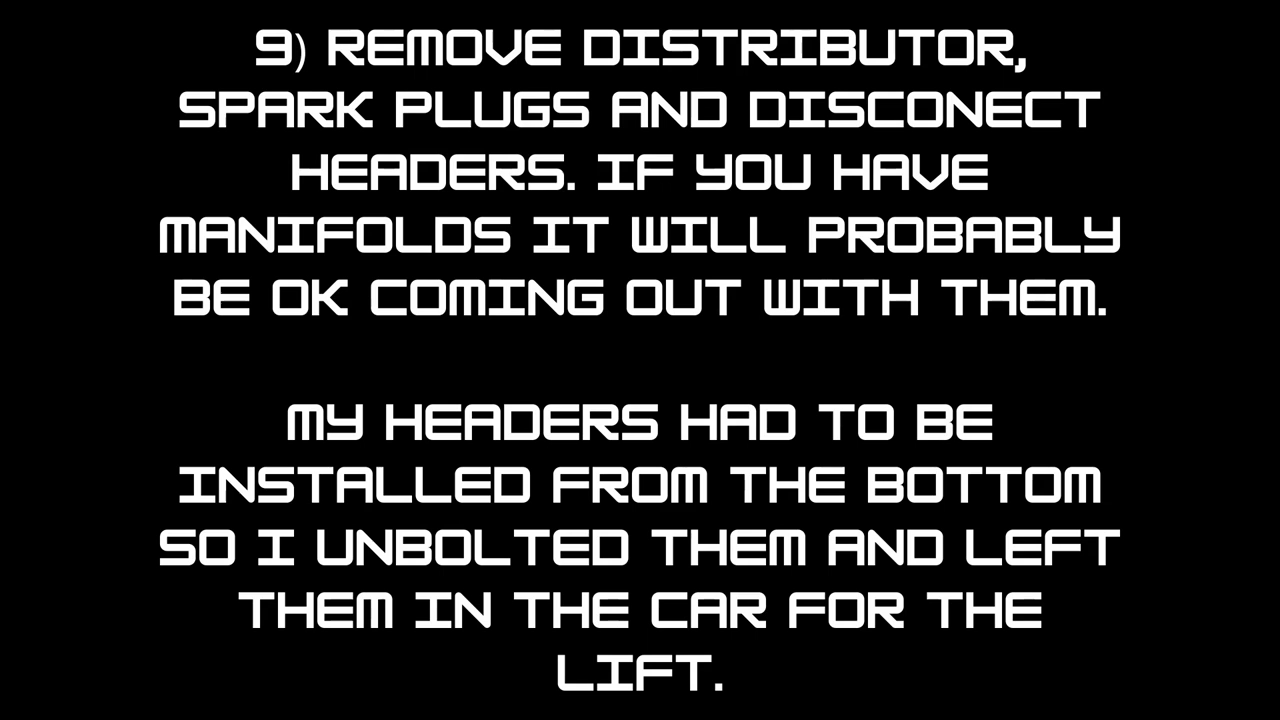 9) REMOVE DISTRIBUTOR,
SPARK PLUGS AND DISCONECT
HEADERS. IF YOU HAVE
MANIFOLDS IT WILL PROBABLY
BE OK COMING OUT WITH THEM.
MY HEADERS HAD TO BE
INSTALLED FROM THE BOTTOM
SO I UNBOLTED THEM AND LEFT
THEM IN THE CAR FOR THE
LIFT.